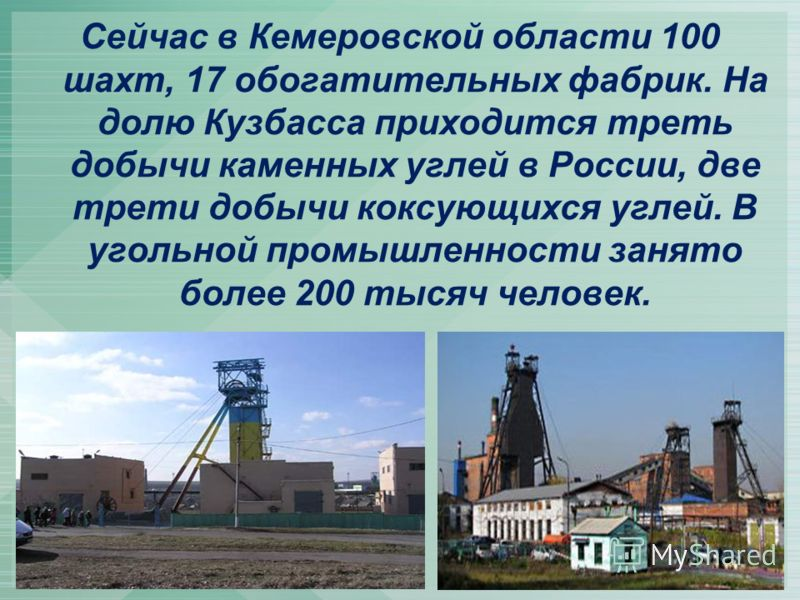 Сейчас в Кемеровской области 100
шахт, 17 обогатительных фабрик. На
долю Кузбасса приходится треть
добычи каменных углей в России, две
трети добычи коксующихся углей. В
угольной промышленности занято
более 200 тысяч человек.
MyShared